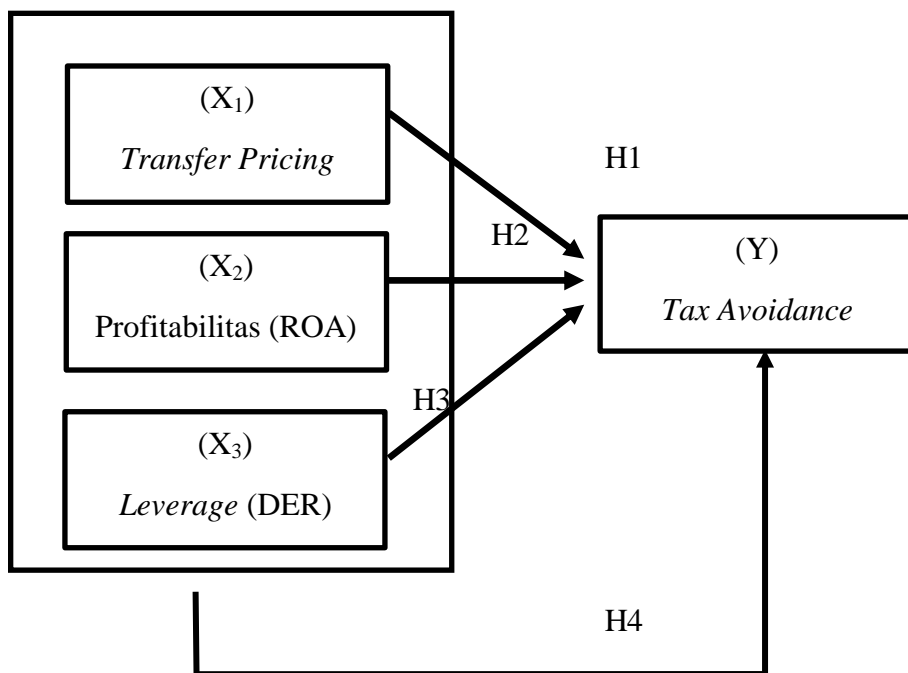 (X₁)
Transfer Pricing
H1
H2
(X₂)
Profitabilitas (ROA)
(Y)
Tax Avoidance
H3
(X₃)
Leverage (DER)
H4